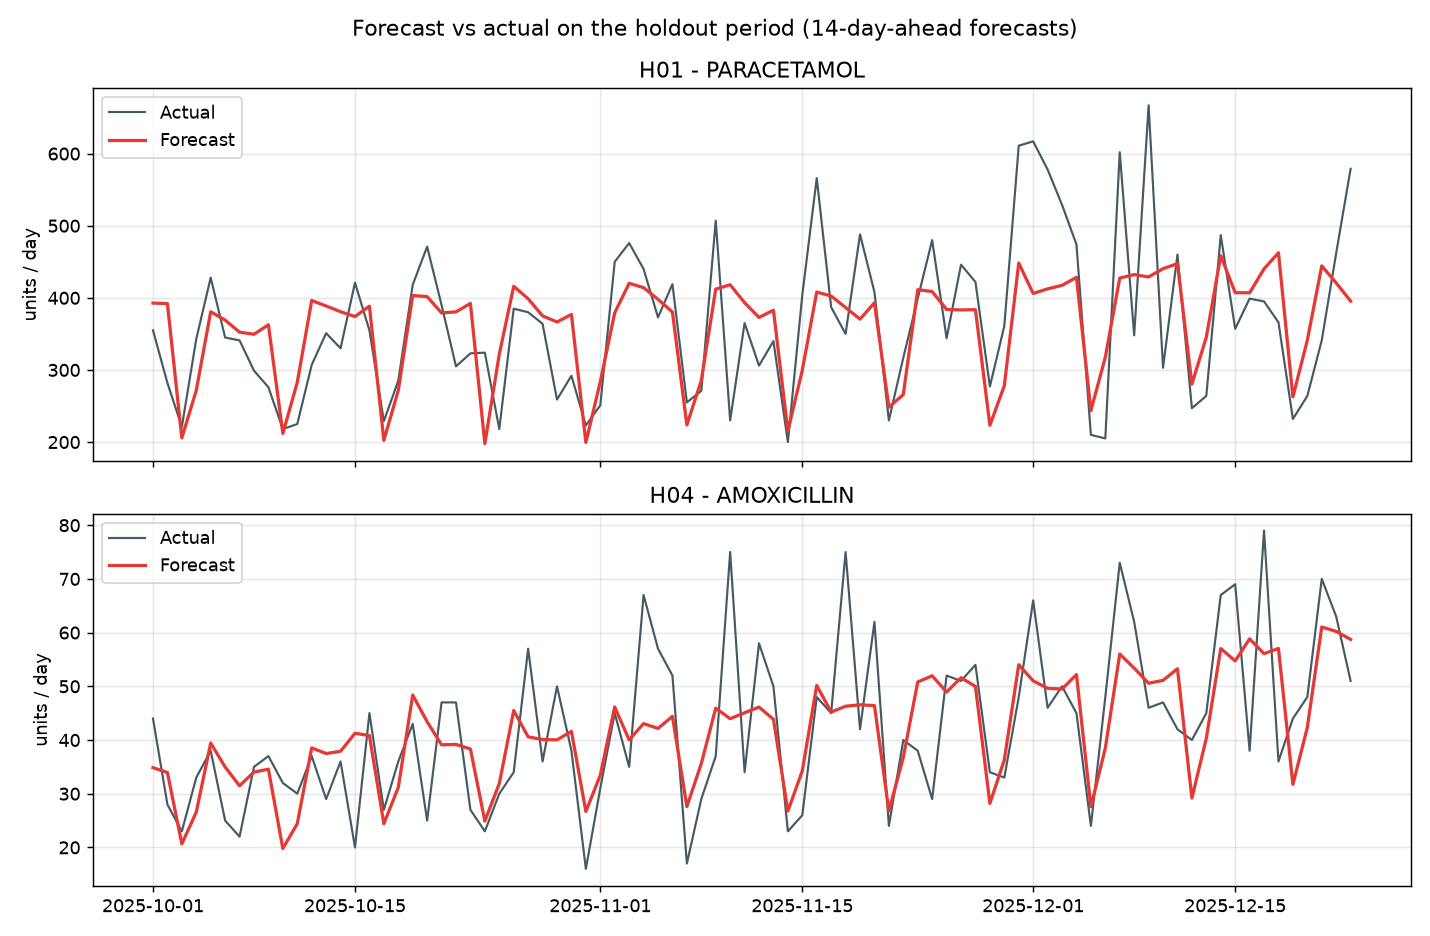 Forecast vs actual on the holdout period (14-day-ahead forecasts)
H01 - PARACETAMOL
Actual
Forecast
600
500
400
300
200
units / day
H04 - AMOXICILLIN
Actual
Forecast
80
70
60
50
40
30
20
units / day
2025-10-01
2025-10-15
2025-11-01
2025-11-15
2025-12-01
2025-12-15